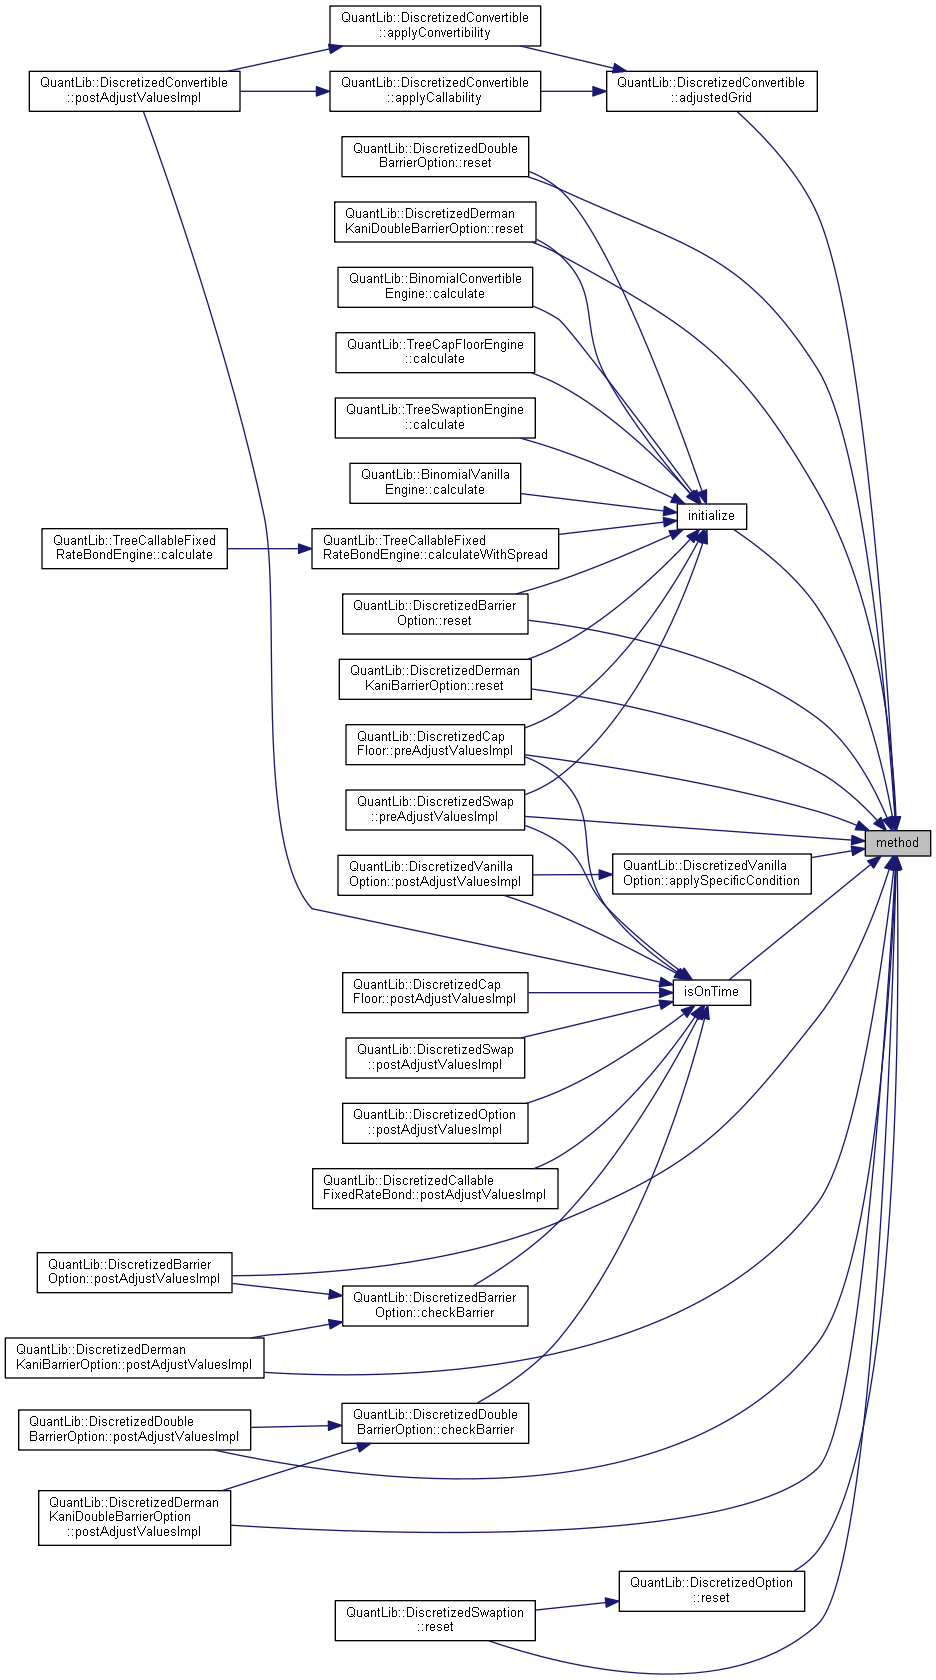 QuantLib::DiscretizedConvertible
::applyConvertibility
QuantLib::DiscretizedConvertible
::postAdjustValuesImpl
QuantLib::DiscretizedConvertible
::applyCallability
QuantLib::DiscretizedConvertible
::adjustedGrid
QuantLib::DiscretizedDouble
BarrierOption::reset
QuantLib::DiscretizedDerman
KaniDoubleBarrierOption::reset
QuantLib::BinomialConvertible
Engine::calculate
QuantLib::TreeCapFloorEngine
::calculate
QuantLib::TreeSwaptionEngine
::calculate
QuantLib::BinomialVanilla
Engine::calculate
initialize
QuantLib::TreeCallableFixed
RateBondEngine::calculate
QuantLib::TreeCallableFixed
RateBondEngine::calculateWithSpread
QuantLib::DiscretizedBarrier
Option::reset
QuantLib::DiscretizedDerman
KaniBarrierOption::reset
QuantLib::DiscretizedCap
Floor::preAdjustValuesImpl
QuantLib::DiscretizedSwap
::preAdjustValuesImpl
method
QuantLib::DiscretizedVanilla
Option::postAdjustValuesImpl
QuantLib::DiscretizedVanilla
Option::applySpecificCondition
QuantLib::DiscretizedCap
Floor::postAdjustValuesImpl
isOnTime
QuantLib::DiscretizedSwap
::postAdjustValuesImpl
QuantLib::DiscretizedOption
::postAdjustValuesImpl
QuantLib::DiscretizedCallable
FixedRateBond::postAdjustValuesImpl
QuantLib::DiscretizedBarrier
Option::postAdjustValuesImpl
QuantLib::DiscretizedBarrier
Option::checkBarrier
QuantLib::DiscretizedDerman
KaniBarrierOption::postAdjustValuesImpl
QuantLib::DiscretizedDouble
BarrierOption::postAdjustValuesImpl
QuantLib::DiscretizedDouble
BarrierOption::checkBarrier
QuantLib::DiscretizedDerman
KaniDoubleBarrierOption
::postAdjustValuesImpl
QuantLib::DiscretizedOption
::reset
QuantLib::DiscretizedSwaption
::reset